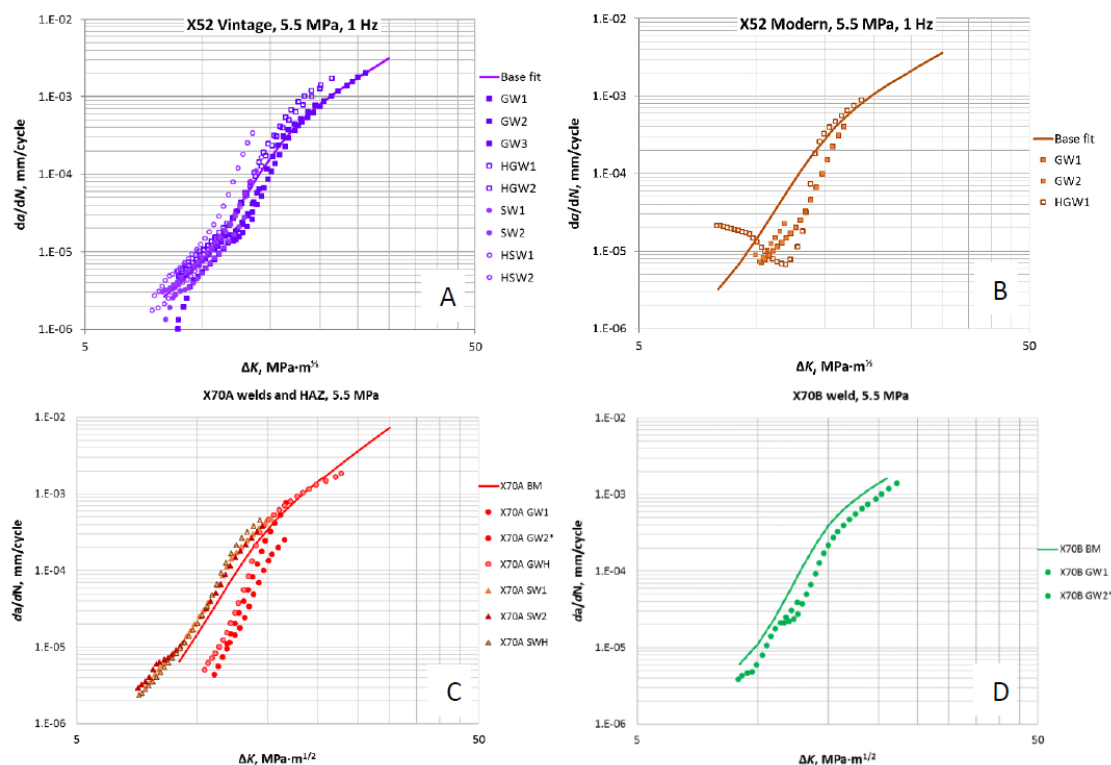 X52 Vintage, 5.5 MPa, 1 Hz
1.E-02
1.E-03
1.E-04
1.E-05
1.E-06
da/dN, mm/cycle
5
50
ΔK, MPa·m^½
Base fit
GW1
GW2
GW3
HGW1
HGW2
SW1
SW2
HSW1
HSW2
A
X52 Modern, 5.5 MPa, 1 Hz
1.E-02
1.E-03
1.E-04
1.E-05
1.E-06
da/dN, mm/cycle
5
50
ΔK, MPa·m^½
Base fit
GW1
GW2
HGW1
B
X70A welds and HAZ, 5.5 MPa
1.E-02
1.E-03
1.E-04
1.E-05
1.E-06
da/dN, mm/cycle
5
50
ΔK, MPa·m^1/2
X70A BM
X70A GW1
X70A GW2*
X70A GWH
X70A SW1
X70A SW2
X70A SWH
C
X70B weld, 5.5 MPa
1.E-02
1.E-03
1.E-04
1.E-05
1.E-06
da/dN, mm/cycle
5
50
ΔK, MPa·m^1/2
X70B BM
X70B GW1
X70B GW2*
D